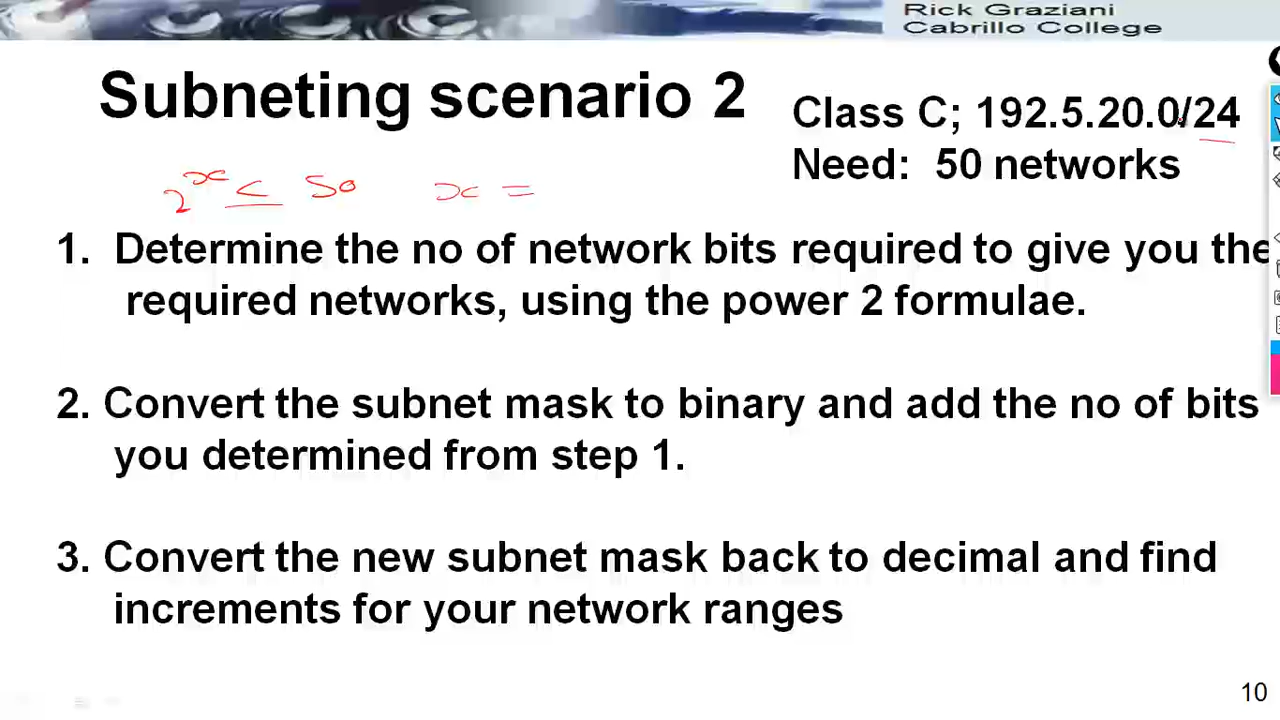 Rick Graziani
Cabrillo College
Subneting scenario 2
Class C; 192.5.20.0/24
Need: 50 networks
2^x ≤ 50 x =
1. Determine the no of network bits required to give you the
required networks, using the power 2 formulae.
2. Convert the subnet mask to binary and add the no of bits
you determined from step 1.
3. Convert the new subnet mask back to decimal and find
increments for your network ranges
10